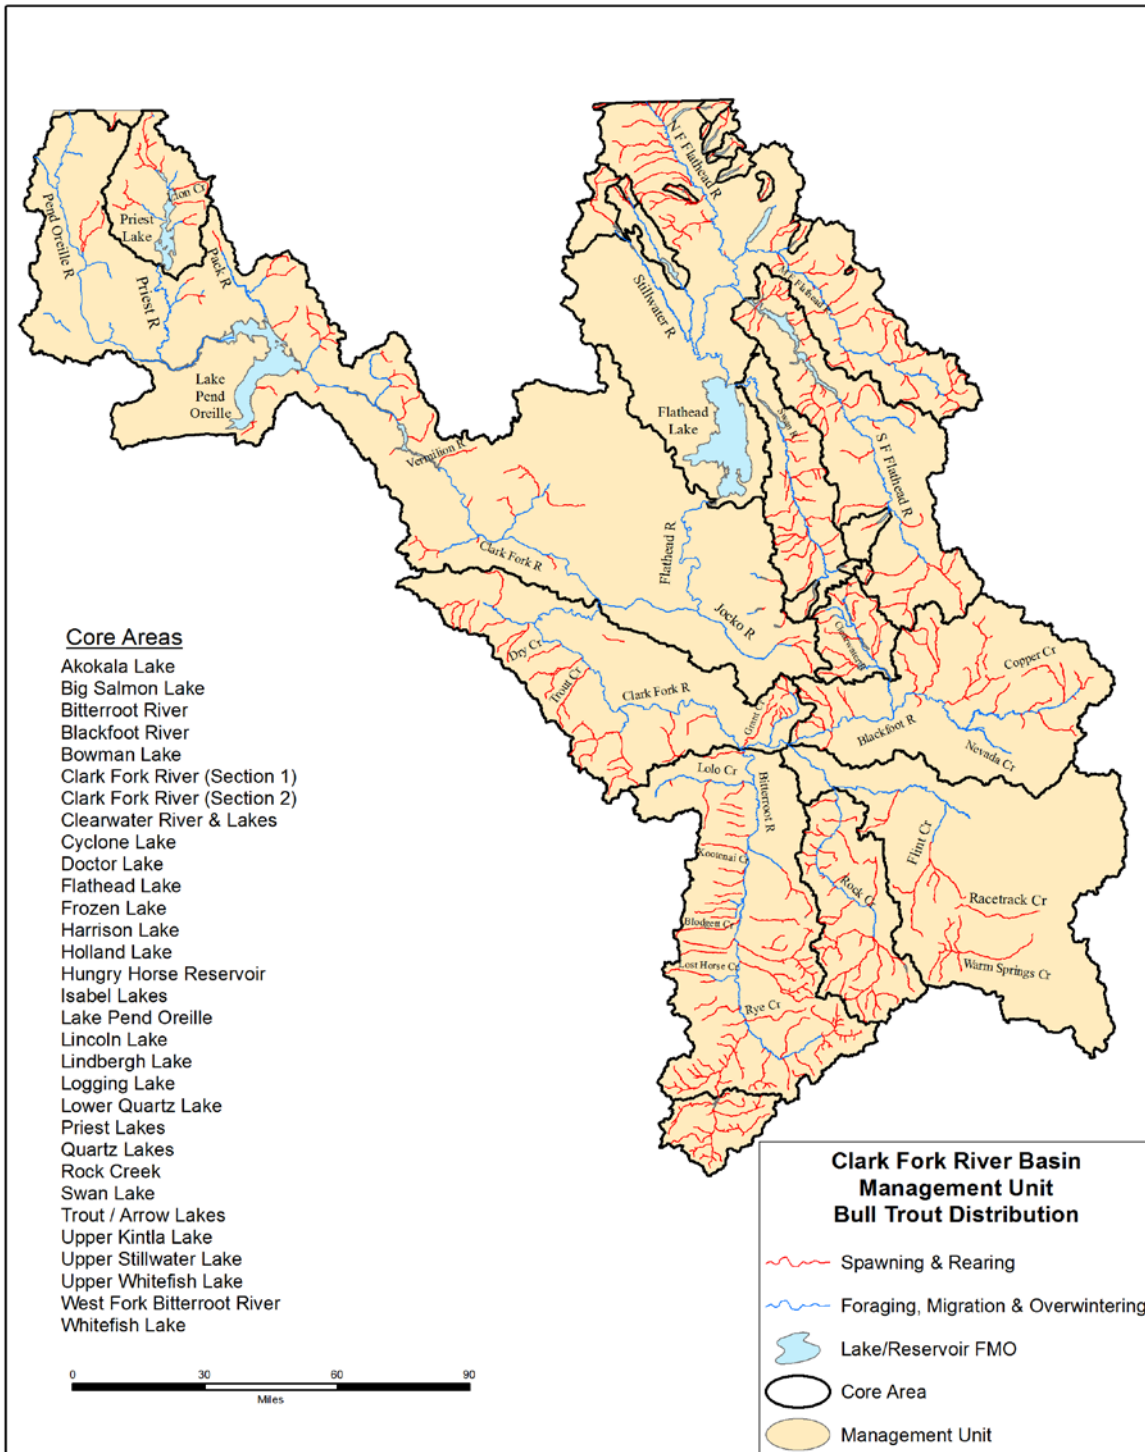 N F Flathead R
Lion Cr
Priest
Lake
Pend Oreille R
Pack R
Priest R
Stillwater R
M F Flathead R
Lake
Pend
Oreille
Flathead
Lake
Swan R
S F Flathead R
Vermilion R
Clark Fork R
Flathead R
Jocko R
Clearwater R
Dry Cr
Trout Cr
Copper Cr
Clark Fork R
Grant Cr
Blackfoot R
Nevada Cr
Lolo Cr
Bitterroot R
Flint Cr
Kootenai Cr
Rock Cr
Racetrack Cr
Blodgett Cr
Lost Horse Cr
Warm Springs Cr
Rye Cr
Core Areas
Akokala Lake
Big Salmon Lake
Bitterroot River
Blackfoot River
Bowman Lake
Clark Fork River (Section 1)
Clark Fork River (Section 2)
Clearwater River & Lakes
Cyclone Lake
Doctor Lake
Flathead Lake
Frozen Lake
Harrison Lake
Holland Lake
Hungry Horse Reservoir
Isabel Lakes
Lake Pend Oreille
Lincoln Lake
Lindbergh Lake
Logging Lake
Lower Quartz Lake
Priest Lakes
Quartz Lakes
Rock Creek
Swan Lake
Trout / Arrow Lakes
Upper Kintla Lake
Upper Stillwater Lake
Upper Whitefish Lake
West Fork Bitterroot River
Whitefish Lake
0 30 60 90
Miles
Clark Fork River Basin
Management Unit
Bull Trout Distribution
Spawning & Rearing
Foraging, Migration & Overwintering
Lake/Reservoir FMO
Core Area
Management Unit